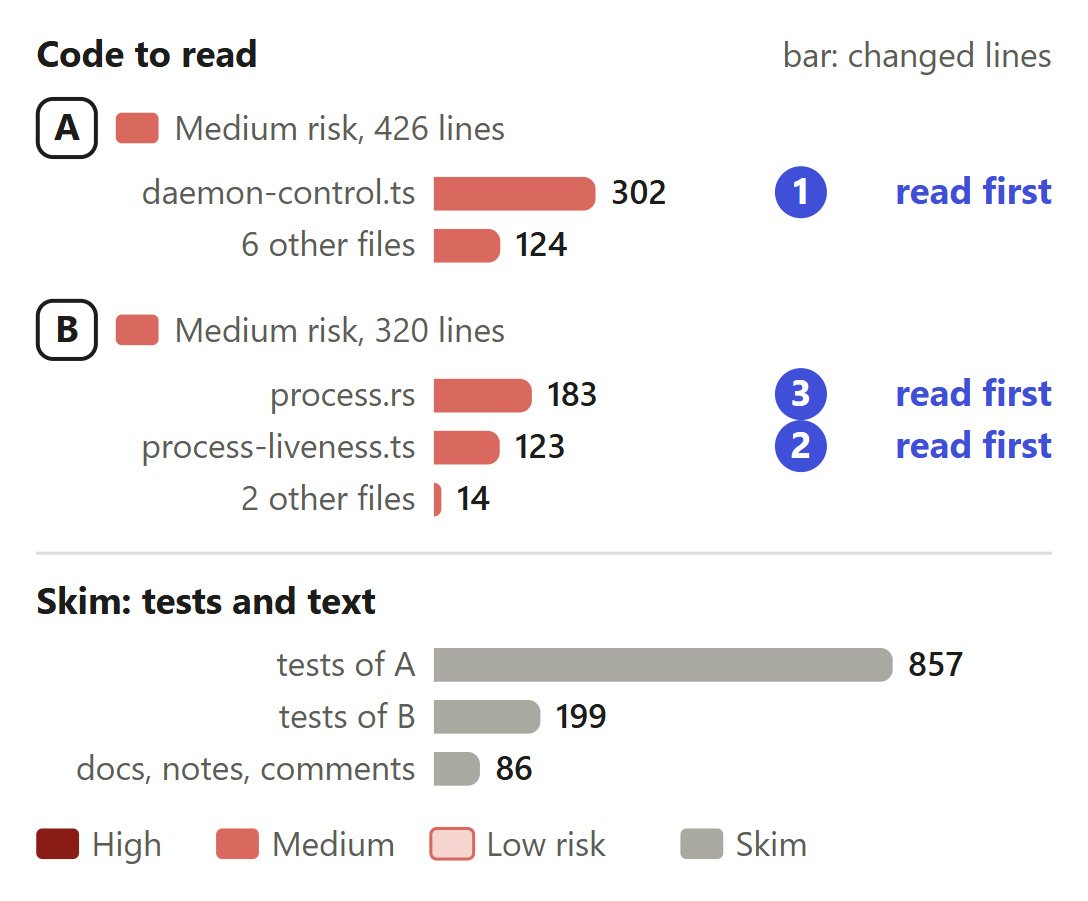 Code to read bar: changed lines
A Medium risk, 426 lines
daemon-control.ts 302 1 read first
6 other files 124
B Medium risk, 320 lines
process.rs 183 3 read first
process-liveness.ts 123 2 read first
2 other files 14
Skim: tests and text
tests of A 857
tests of B 199
docs, notes, comments 86
High Medium Low risk Skim